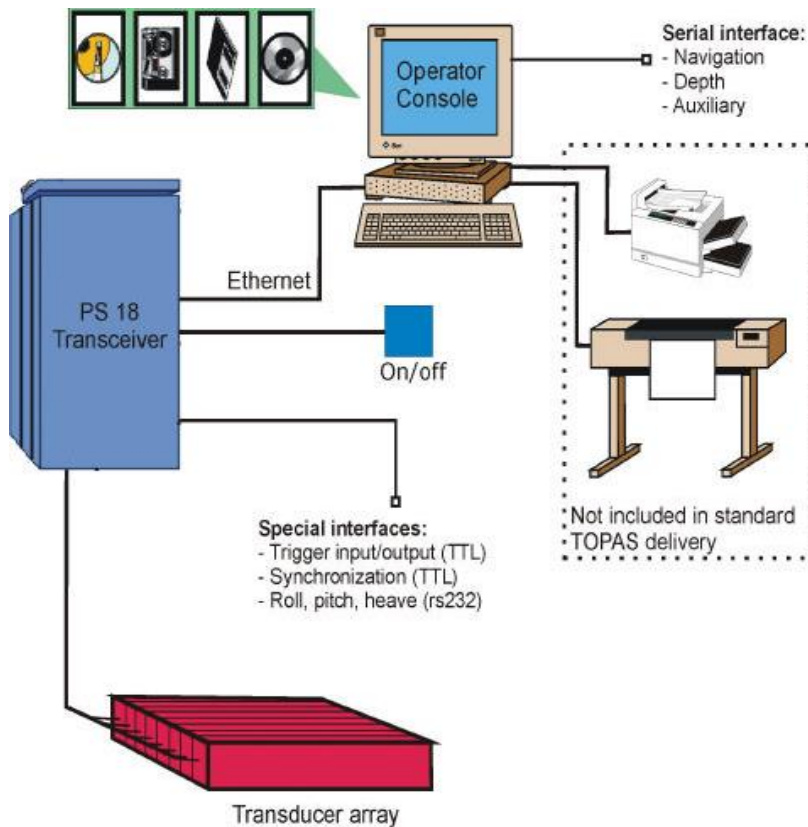 Operator
Console
Serial interface:
- Navigation
- Depth
- Auxiliary
Ethernet
PS 18
Transceiver
On/off
Not included in standard
TOPAS delivery
Special interfaces:
- Trigger input/output (TTL)
- Synchronization (TTL)
- Roll, pitch, heave (rs232)
Transducer array